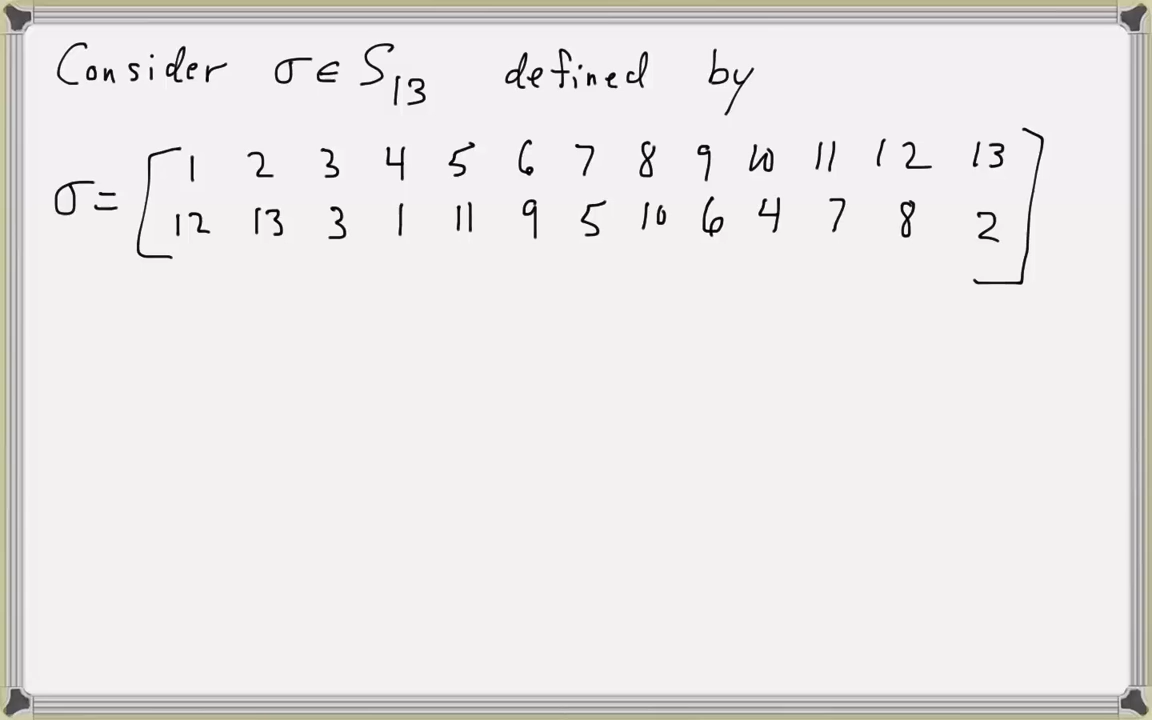 Consider σ∈S₁₃ defined by
σ= [ 1 2 3 4 5 6 7 8 9 10 11 12 13
12 13 3 1 11 9 5 10 6 4 7 8 2 ]